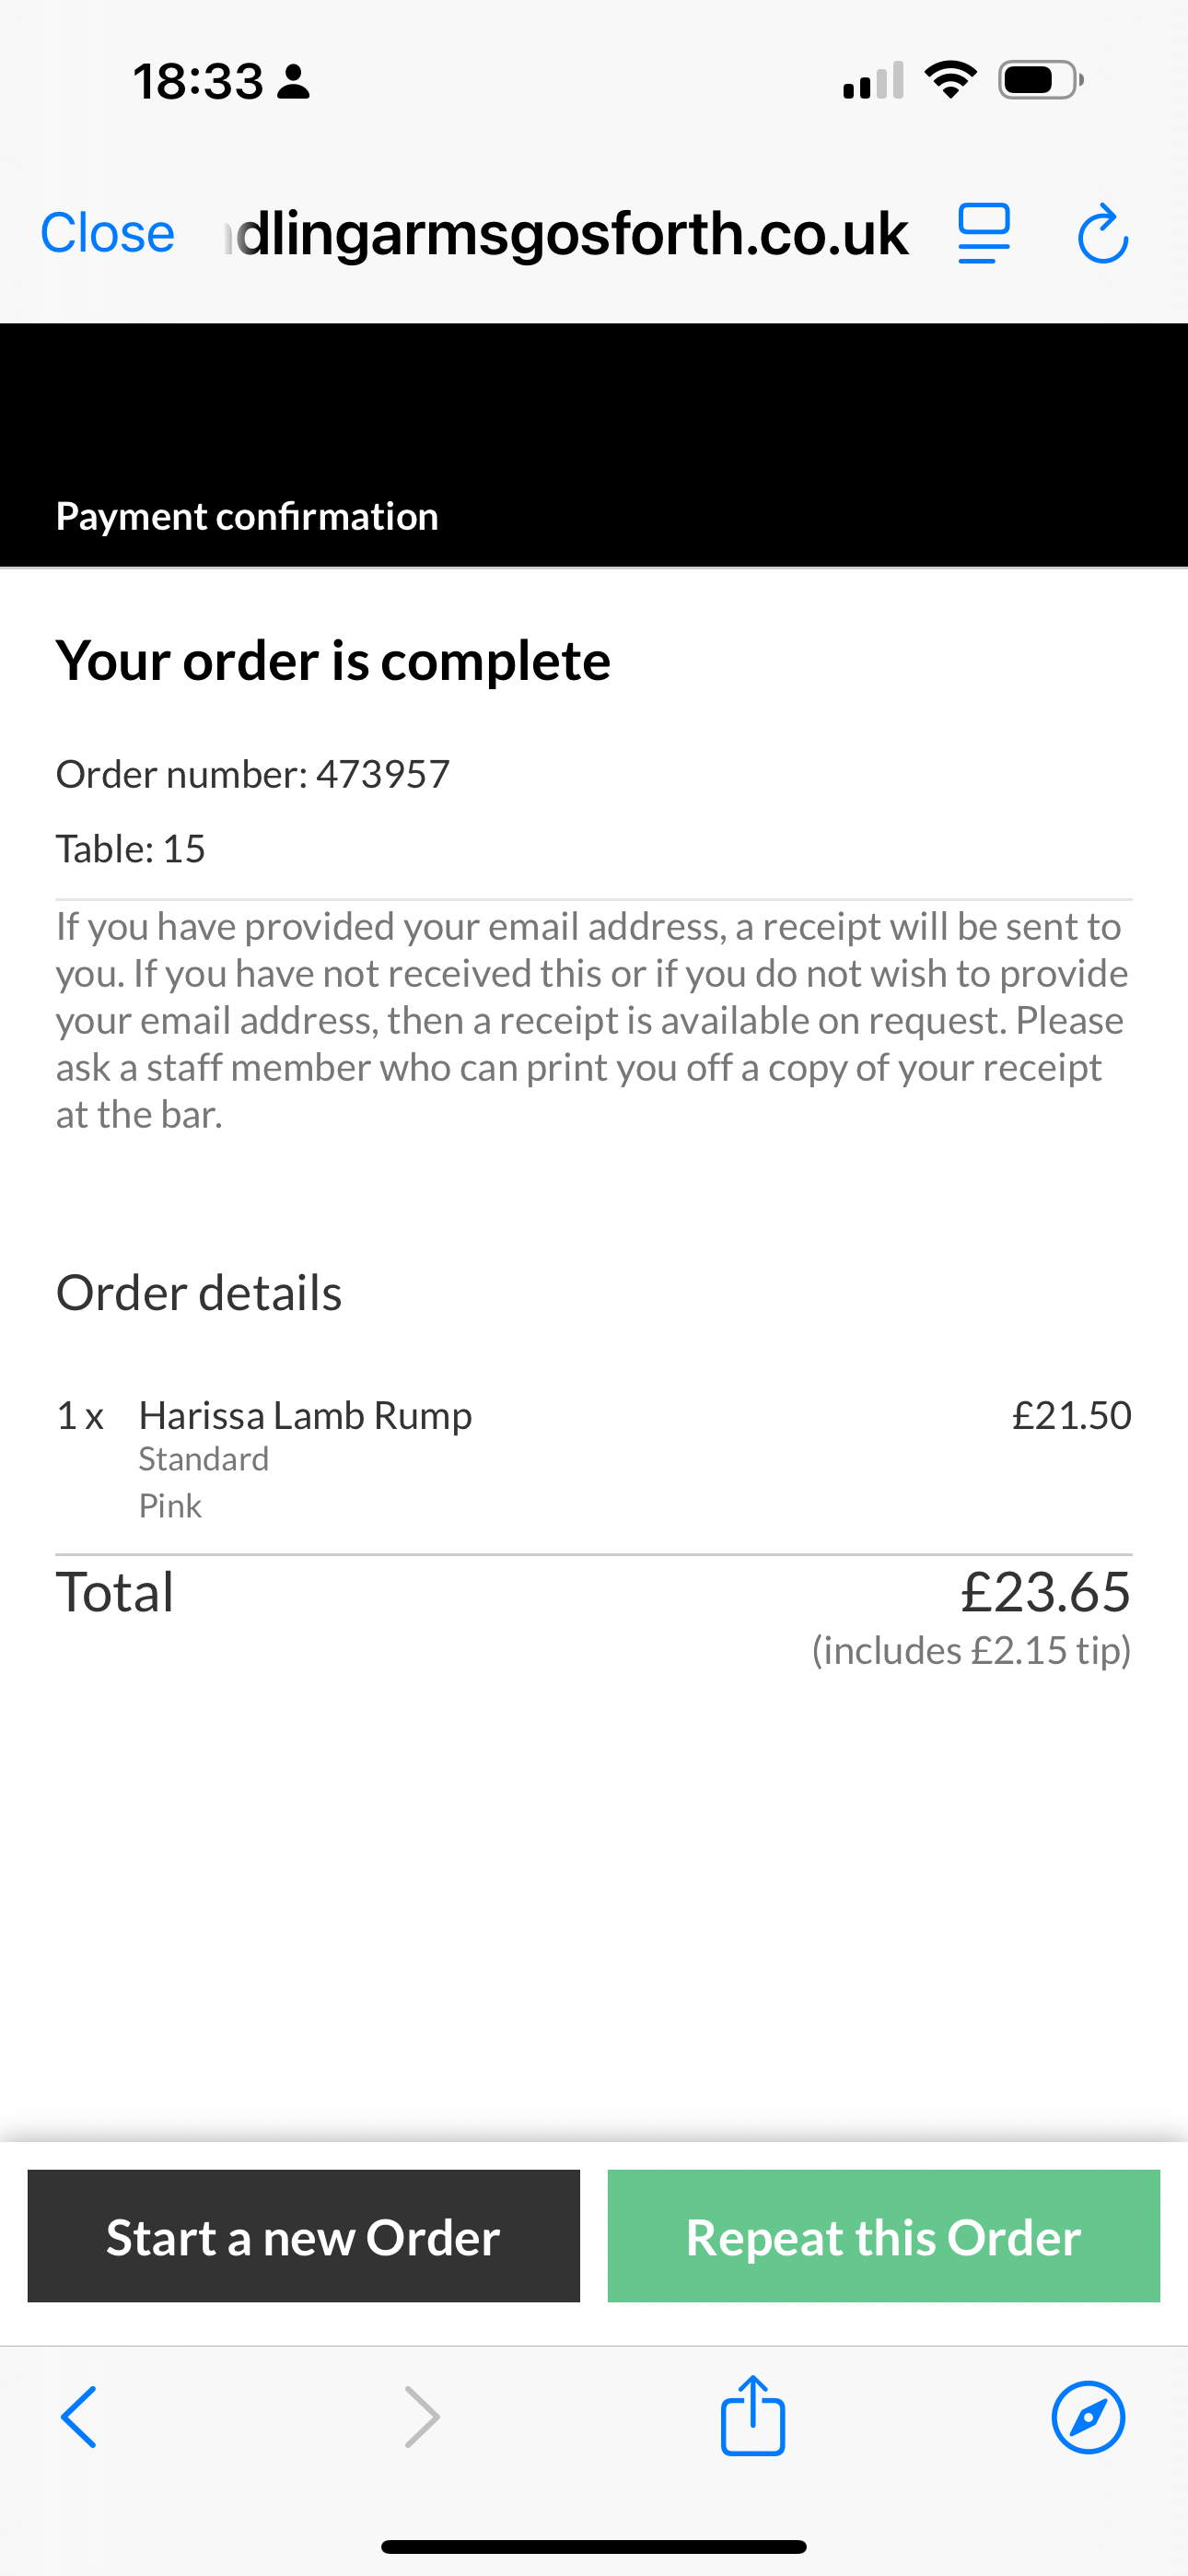 18:33
Close dlingarmsgosforth.co.uk
Payment confirmation
Your order is complete
Order number: 473957
Table: 15
If you have provided your email address, a receipt will be sent to
you. If you have not received this or if you do not wish to provide
your email address, then a receipt is available on request. Please
ask a staff member who can print you off a copy of your receipt
at the bar.
Order details
1 x Harissa Lamb Rump £21.50
Standard
Pink
Total £23.65
(includes £2.15 tip)
Start a new Order Repeat this Order